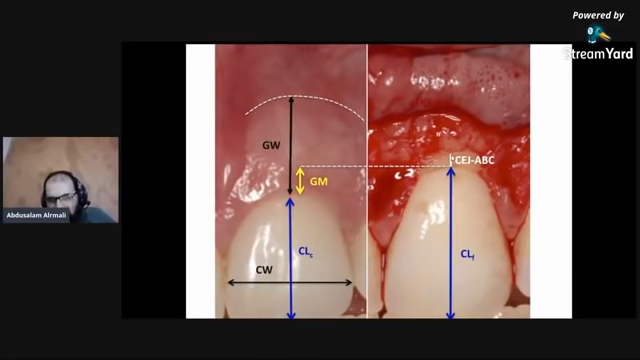 Powered by
StreamYard
GW
CEJ-ABC
GM
CLc
CLf
CW
Abdusalam Alrmali